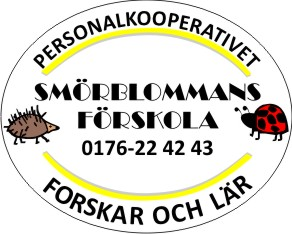 PERSONALKOOPERATIVET
SMÖRBLOMMANS
FÖRSKOLA
0176-22 42 43
FORSKAR OCH LÄR